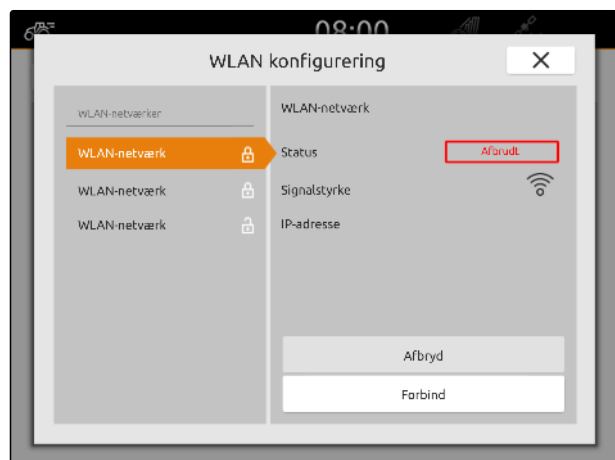 08:00
WLAN konfigurering
WLAN-netværker
WLAN-netværk
WLAN-netværk
WLAN-netværk
WLAN-netværk
Status
Afbrudt
Signalstyrke
IP-adresse
Afbryd
Forbind